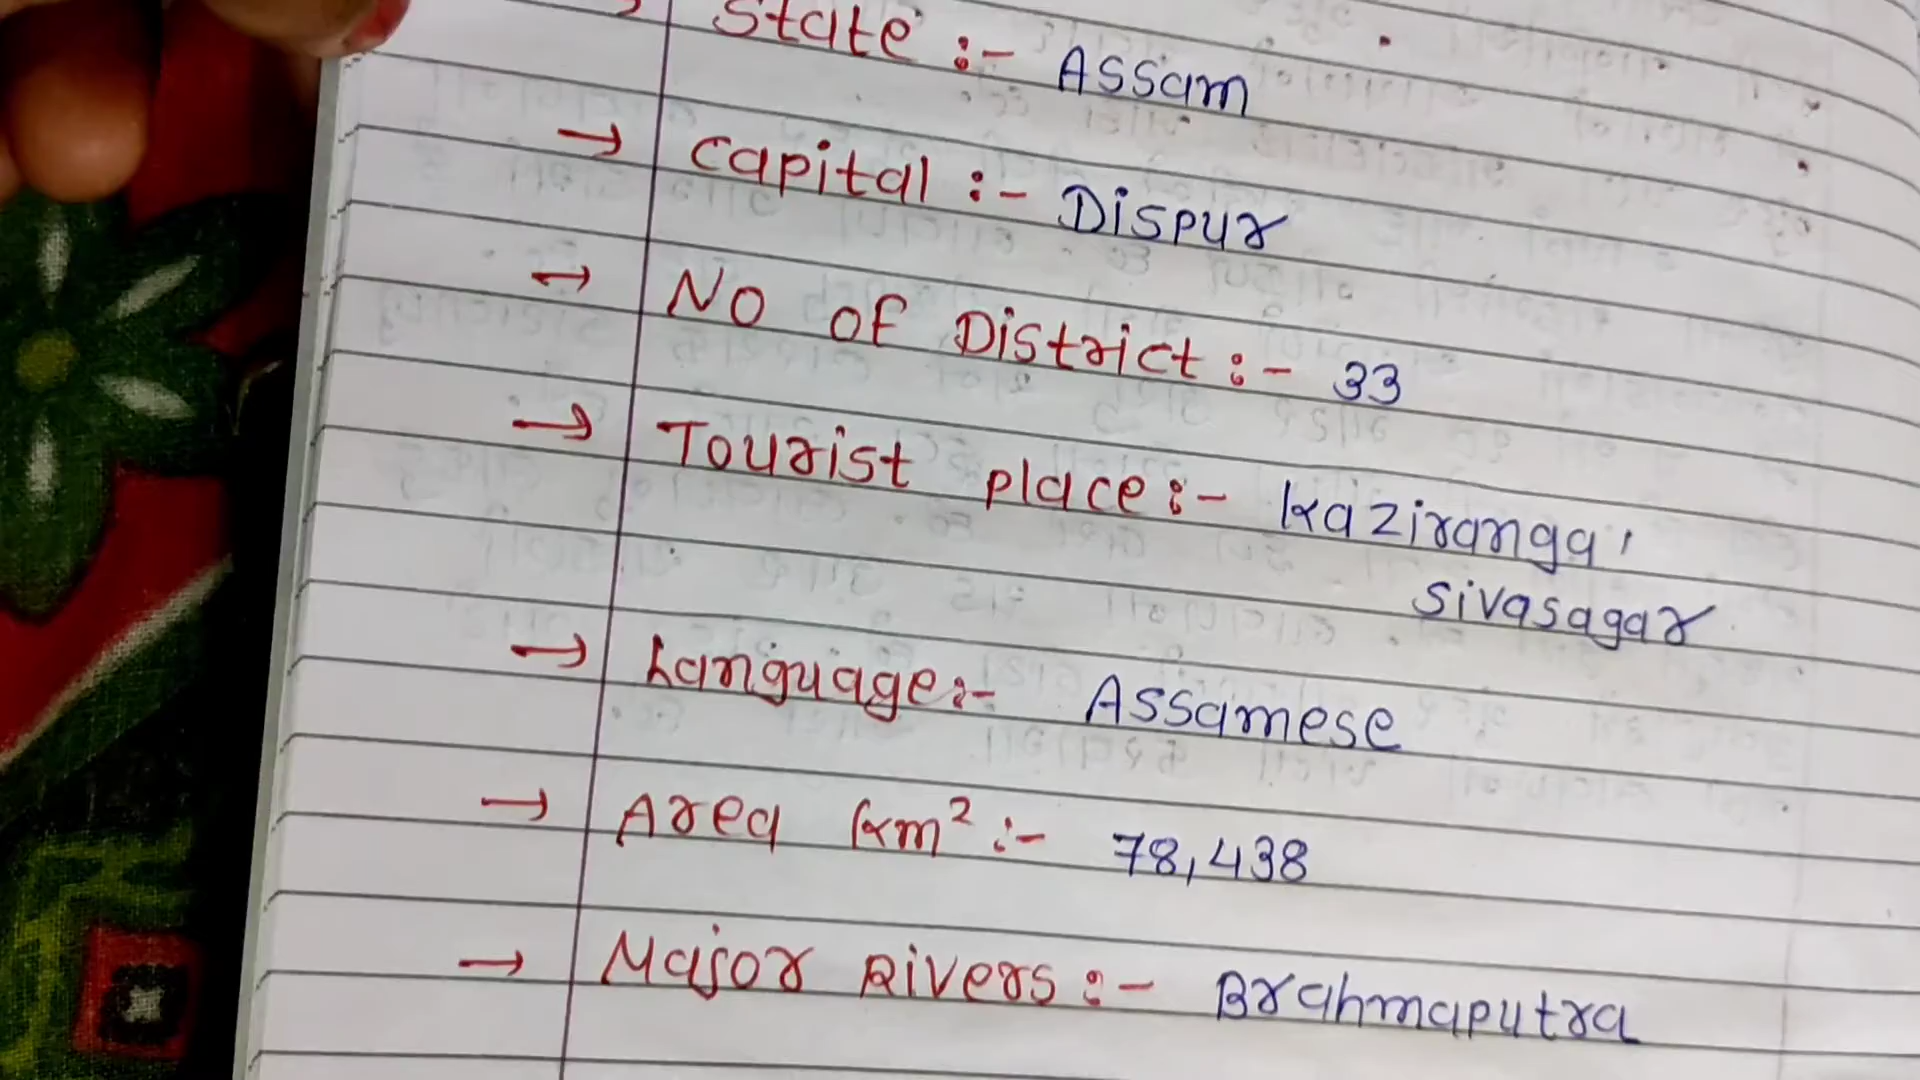 State :- Assam
→ Capital :- Dispur
→ No of District :- 33
→ Tourist place :- Kaziranga,
Sivasagar
→ Language :- Assamese
→ Area km² :- 78,438
→ Major Rivers :- Brahmaputra